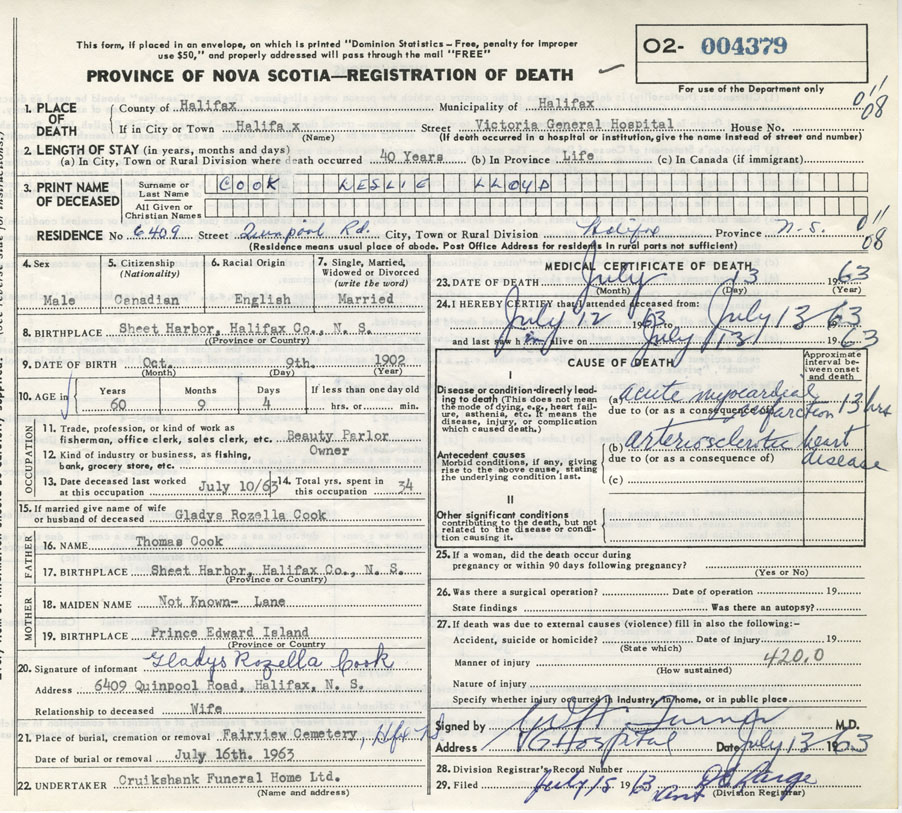 This form, if placed in an envelope, on which is printed "Dominion Statistics – Free, penalty for improper
use $50," and properly addressed will pass through the mail "FREE"
O2- 004379
PROVINCE OF NOVA SCOTIA—REGISTRATION OF DEATH
For use of the Department only
1. PLACE OF DEATH County of Halifax Municipality of Halifax 0'' 08
If in City or Town Halifa x (Name) Street Victoria General Hospital House No.
(If death occurred in a hospital or institution, give the name instead of street and number)
2. LENGTH OF STAY (in years, months and days)
(a) In City, Town or Rural Division where death occurred 40 Years (b) In Province Life (c) In Canada (if immigrant)
3. PRINT NAME OF DECEASED Surname or Last Name COOK LESLIE LLOYD
All Given or Christian Names
RESIDENCE No 6409 Street Quinpool Rd. City, Town or Rural Division Halifax Province N.S. 0'' 08
(Residence means usual place of abode. Post Office Address for residents in rural parts not sufficient)
4. Sex Male
5. Citizenship (Nationality) Canadian
6. Racial Origin English
7. Single, Married, Widowed or Divorced (write the word) Married
8. BIRTHPLACE Sheet Harbor, Halifax Co., N. S.
(Province or Country)
9. DATE OF BIRTH Oct. 9th. 1902
(Month) (Day) (Year)
10. AGE in Years 60 Months 9 Days 4 If less than one day old hrs. or min.
OCCUPATION
11. Trade, profession, or kind of work as fisherman, office clerk, sales clerk, etc. Beauty Parlor
12. Kind of industry or business, as fishing, bank, grocery store, etc. Owner
13. Date deceased last worked at this occupation July 10/63 14. Total yrs. spent in this occupation 34
15. If married give name of wife or husband of deceased Gladys Rozella Cook
FATHER
16. NAME Thomas Cook
17. BIRTHPLACE Sheet Harbor, Halifax Co., N. S.
(Province or Country)
MOTHER
18. MAIDEN NAME Not Known- Lane
19. BIRTHPLACE Prince Edward Island
(Province or Country)
20. Signature of informant Gladys Rozella Cook
Address 6409 Quinpool Road, Halifax, N. S.
Relationship to deceased Wife
21. Place of burial, cremation or removal Fairview Cemetery, Hfx N.S.
Date of burial or removal July 16th. 1963
22. UNDERTAKER Cruikshank Funeral Home Ltd.
(Name and address)
MEDICAL CERTIFICATE OF DEATH
23. DATE OF DEATH July 13 1963
(Month) (Day) (Year)
24. I HEREBY CERTIFY that I attended deceased from:
July 12 1963 July 13 1963
and last saw him alive on July 13 1963
CAUSE OF DEATH
Approximate interval between onset and death
I
Disease or condition directly leading to death (This does not mean the mode of dying, e.g., heart failure, asthenia, etc. It means the disease, injury, or complication which caused death.)
(a) acute myocardial infarction 13 hrs
due to (or as a consequence of)
Antecedent causes
Morbid conditions, if any, giving rise to the above cause, stating the underlying condition last.
(b) arteriosclerotic heart disease
due to (or as a consequence of)
(c)
II
Other significant conditions
contributing to the death, but not related to the disease or condition causing it.
25. If a woman, did the death occur during pregnancy or within 90 days following pregnancy?
(Yes or No)
26. Was there a surgical operation? Date of operation 19
State findings Was there an autopsy?
27. If death was due to external causes (violence) fill in also the following:–
Accident, suicide or homicide? Date of injury 19
(State which)
Manner of injury 420.0
(How sustained)
Nature of injury
Specify whether injury occurred in industry, in home, or in public place
Signed by Turner M.D.
Address VG Hospital Date July 13 1963
28. Division Registrar's Record Number
29. Filed July 15 1963
(Division Registrar)